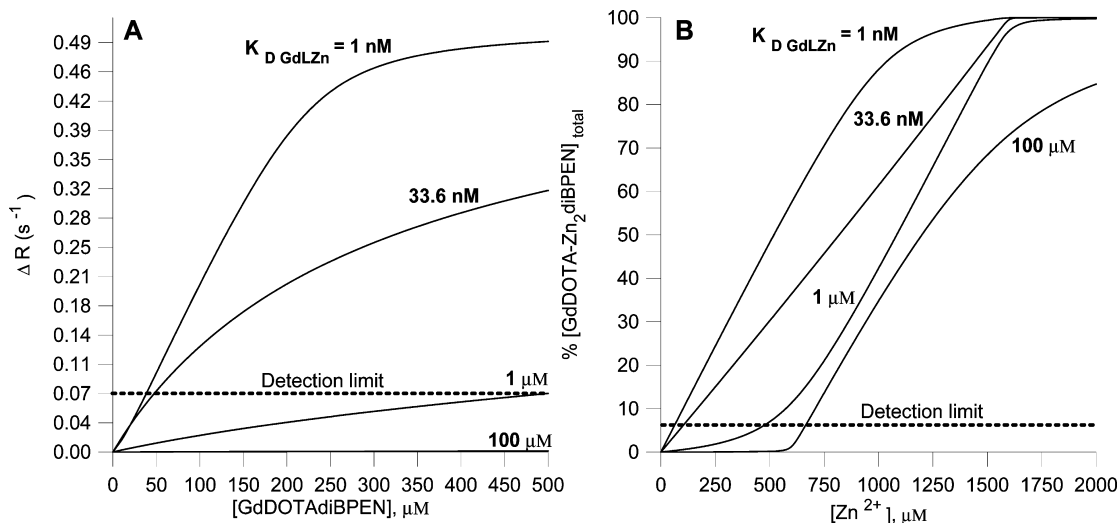 A
0.49
0.46
0.42
0.39
0.35
0.32
0.28
0.25
0.21
0.18
0.14
0.11
0.07
0.04
0.00
Δ R (s -1 )
K D GdLZn = 1 nM
33.6 nM
Detection limit
1 μM
100 μM
0 50 100 150 200 250 300 350 400 450 500
[GdDOTAdiBPEN], μM
B
100
90
80
70
60
50
40
30
20
10
0
% [GdDOTA-Zn2diBPEN]total
K D GdLZn = 1 nM
33.6 nM
100 μM
1 μM
Detection limit
0 250 500 750 1000 1250 1500 1750 2000
[Zn 2+], μM